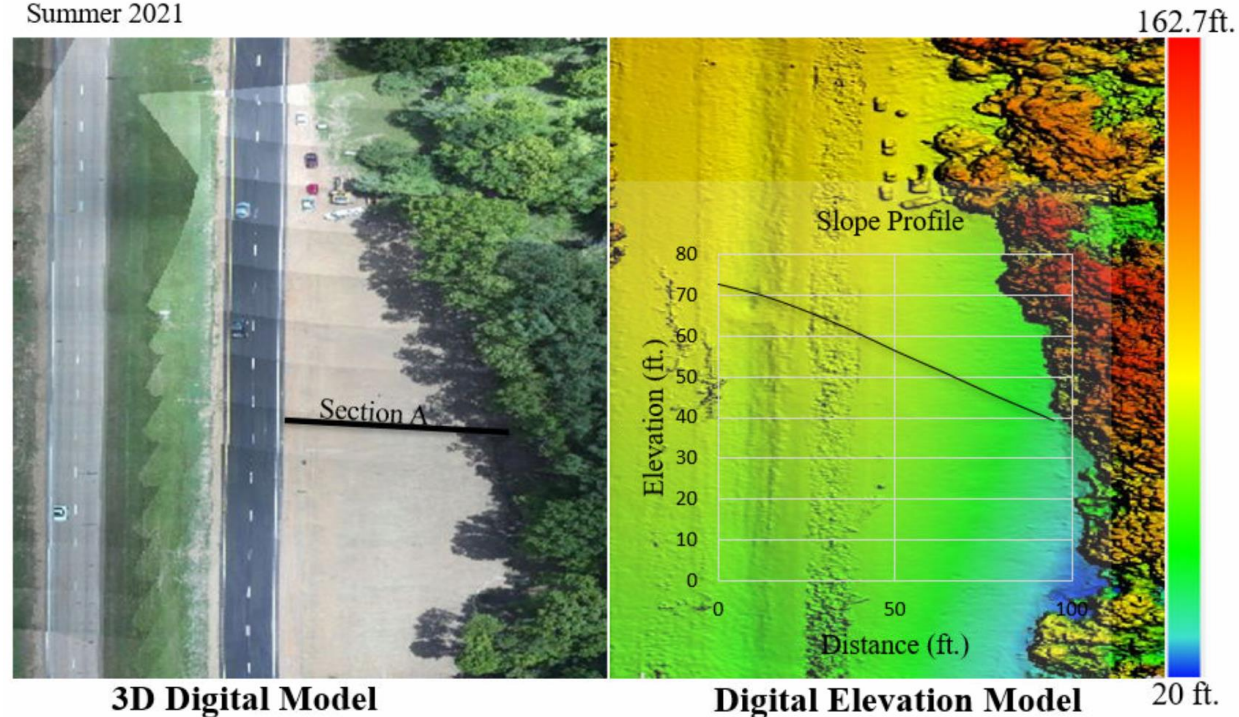 Summer 2021
162.7ft.
Section A
Slope Profile
80
70
60
50
40
30
20
10
0
Elevation (ft.)
0 50 100
Distance (ft.)
3D Digital Model
Digital Elevation Model
20 ft.